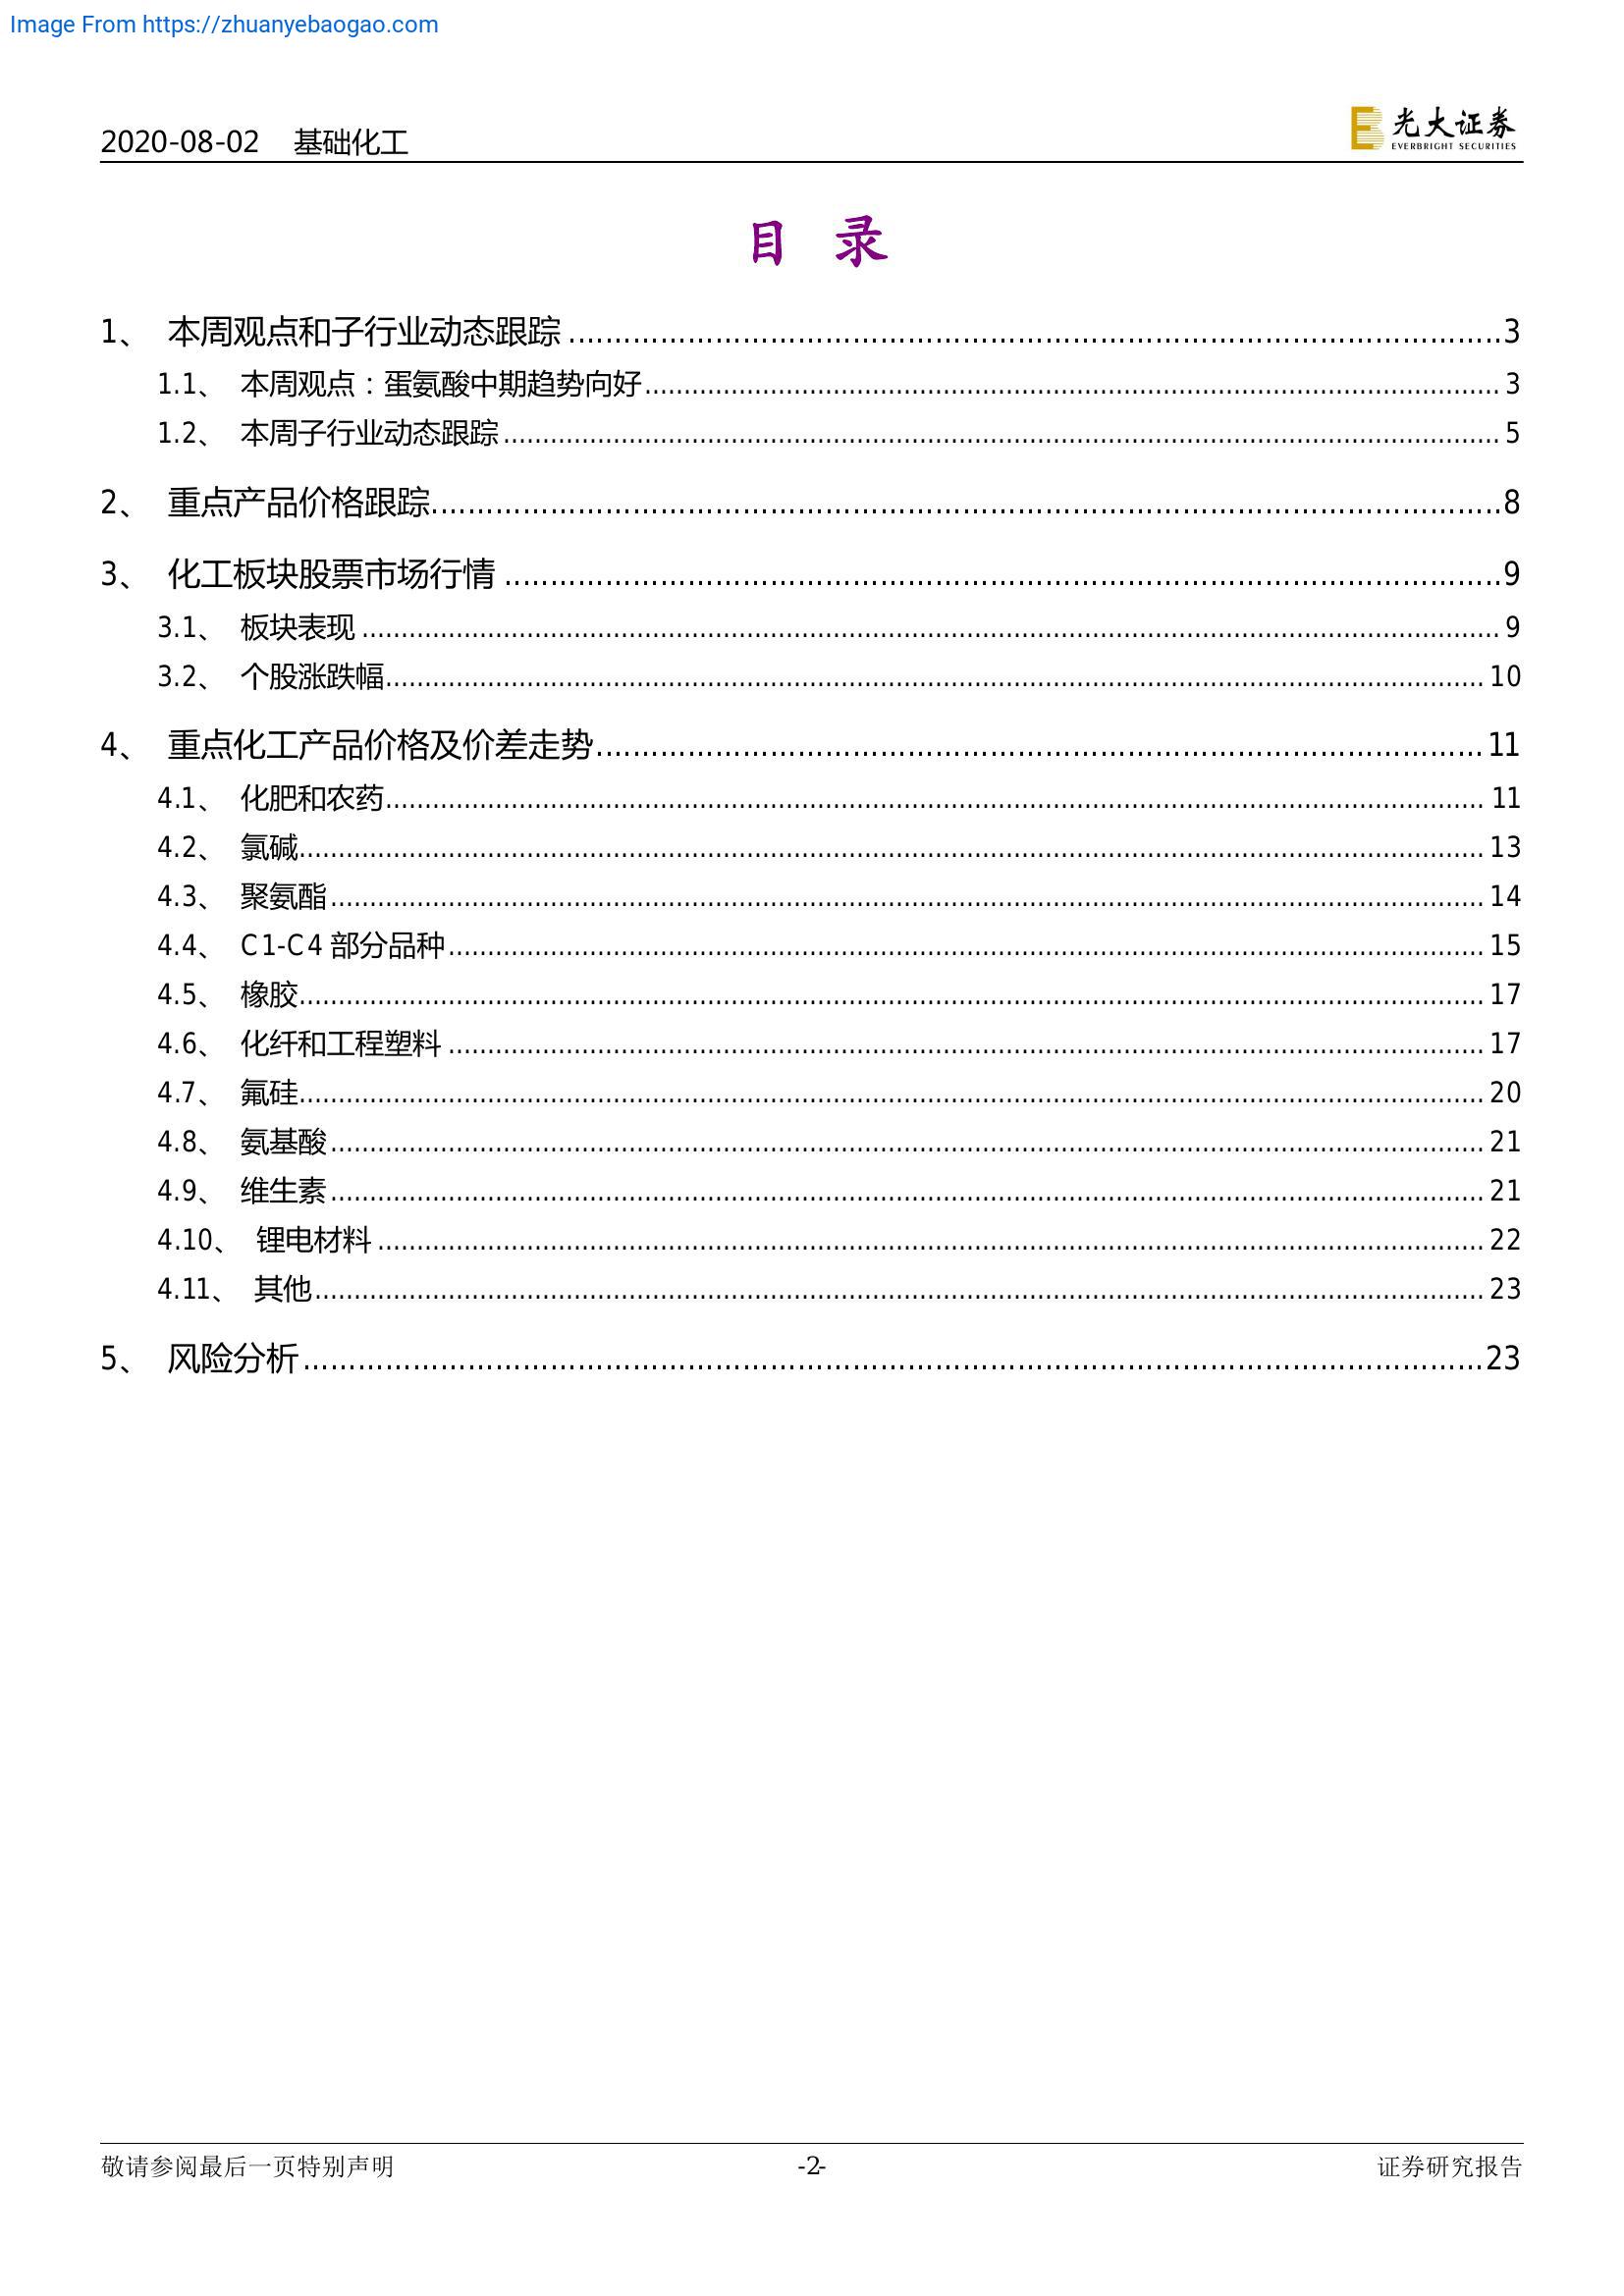 Image From https://zhuanyebaogao.com
2020-08-02 基础化工
光大证券
EVERBRIGHT SECURITIES
目 录
1、 本周观点和子行业动态跟踪 ........ 3
1.1、 本周观点：蛋氨酸中期趋势向好 ........ 3
1.2、 本周子行业动态跟踪 ........ 5
2、 重点产品价格跟踪 ........ 8
3、 化工板块股票市场行情 ........ 9
3.1、 板块表现 ........ 9
3.2、 个股涨跌幅 ........ 10
4、 重点化工产品价格及价差走势 ........ 11
4.1、 化肥和农药 ........ 11
4.2、 氯碱 ........ 13
4.3、 聚氨酯 ........ 14
4.4、 C1-C4 部分品种 ........ 15
4.5、 橡胶 ........ 17
4.6、 化纤和工程塑料 ........ 17
4.7、 氟硅 ........ 20
4.8、 氨基酸 ........ 21
4.9、 维生素 ........ 21
4.10、 锂电材料 ........ 22
4.11、 其他 ........ 23
5、 风险分析 ........ 23
敬请参阅最后一页特别声明 -2- 证券研究报告